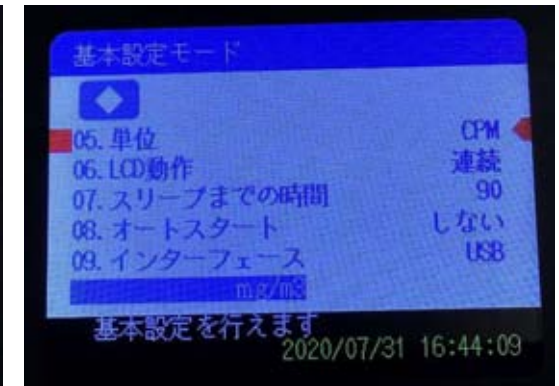 基本設定モード
05. 単位 CPM
06. LCD動作 連続
07. スリープまでの時間 90
08. オートスタート しない
09. インターフェース USB
mg/m3
基本設定を行えます
2020/07/31 16:44:09